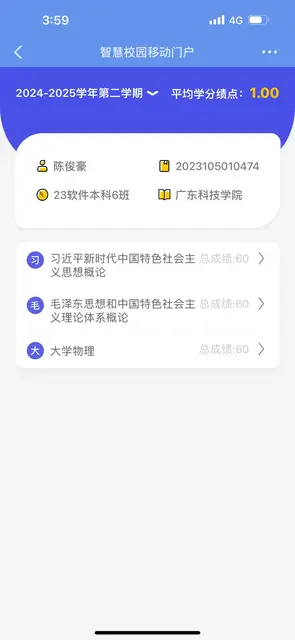 3:59
4G
智慧校园移动门户
2024-2025学年第二学期
平均学分绩点：1.00
陈俊豪
2023105010474
23软件本科6班
广东科技学院
习
习近平新时代中国特色社会主
义思想概论
总成绩:60
毛
毛泽东思想和中国特色社会主
义理论体系概论
总成绩:60
大
大学物理
总成绩:60